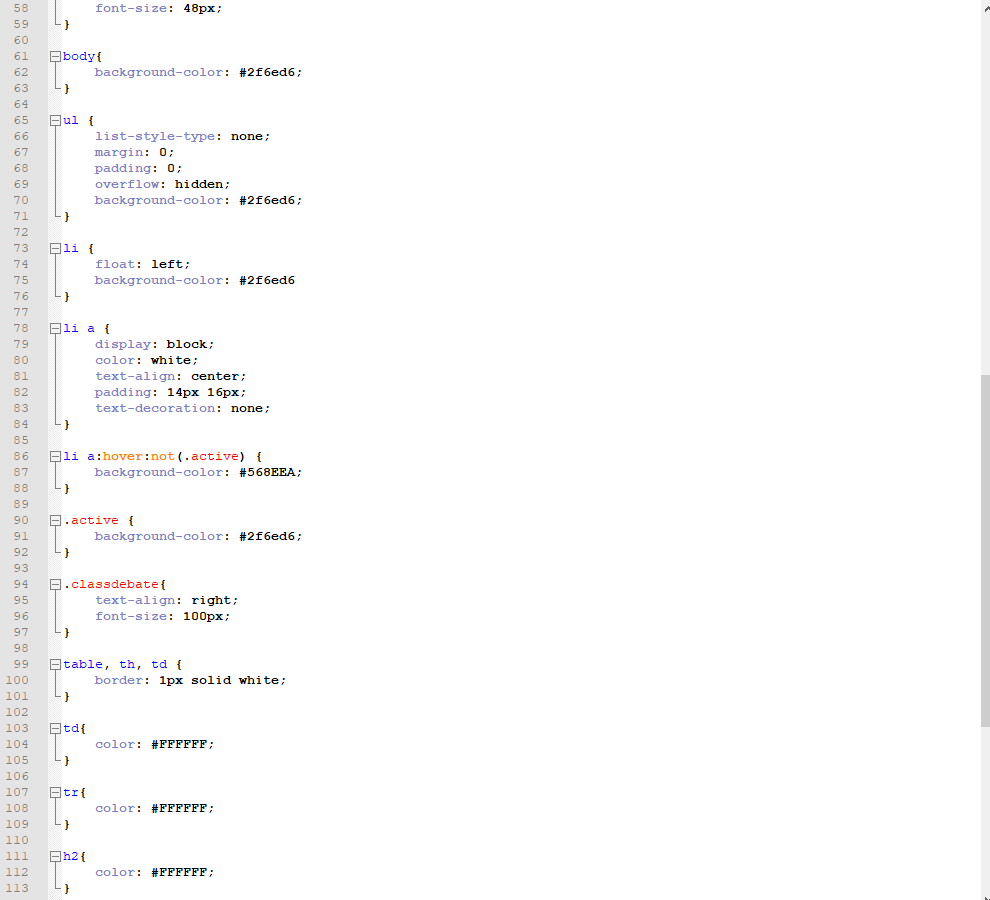 58 font-size: 48px;
59 }
60
61 body{
62 background-color: #2f6ed6;
63 }
64
65 ul {
66 list-style-type: none;
67 margin: 0;
68 padding: 0;
69 overflow: hidden;
70 background-color: #2f6ed6;
71 }
72
73 li {
74 float: left;
75 background-color: #2f6ed6
76 }
77
78 li a {
79 display: block;
80 color: white;
81 text-align: center;
82 padding: 14px 16px;
83 text-decoration: none;
84 }
85
86 li a:hover:not(.active) {
87 background-color: #568EEA;
88 }
89
90 .active {
91 background-color: #2f6ed6;
92 }
93
94 .classdebate{
95 text-align: right;
96 font-size: 100px;
97 }
98
99 table, th, td {
100 border: 1px solid white;
101 }
102
103 td{
104 color: #FFFFFF;
105 }
106
107 tr{
108 color: #FFFFFF;
109 }
110
111 h2{
112 color: #FFFFFF;
113 }